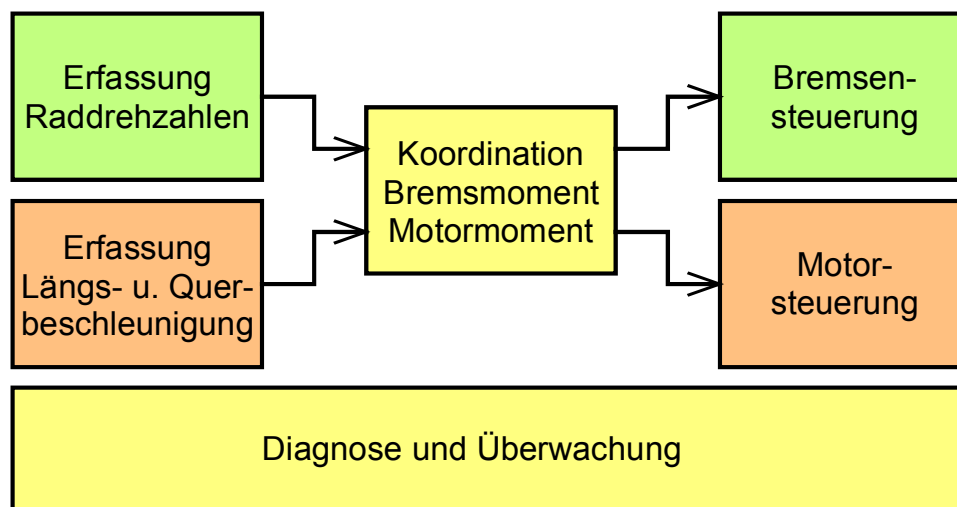 Erfassung
Raddrehzahlen
Erfassung
Längs- u. Quer-
beschleunigung
Koordination
Bremsmoment
Motormoment
Bremsen-
steuerung
Motor-
steuerung
Diagnose und Überwachung